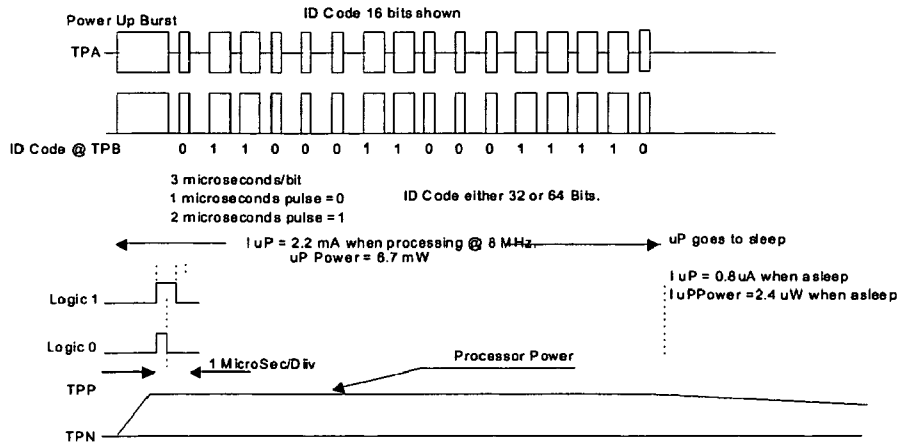 ID Code 16 bits shown
Power Up Burst
TPA
ID Code @ TPB 0 1 1 0 0 0 1 1 0 0 0 1 1 1 1 0
3 microseconds/bit
1 microseconds pulse = 0
2 microseconds pulse = 1
ID Code either 32 or 64 Bits.
I uP = 2.2 mA when processing @ 8 MHz.
uP Power = 6.7 mW
uP goes to sleep
I uP = 0.8 uA when asleep
I uPPower = 2.4 uW when asleep
Logic 1
Logic 0
1 MicroSec/Diiv
Processor Power
TPP
TPN